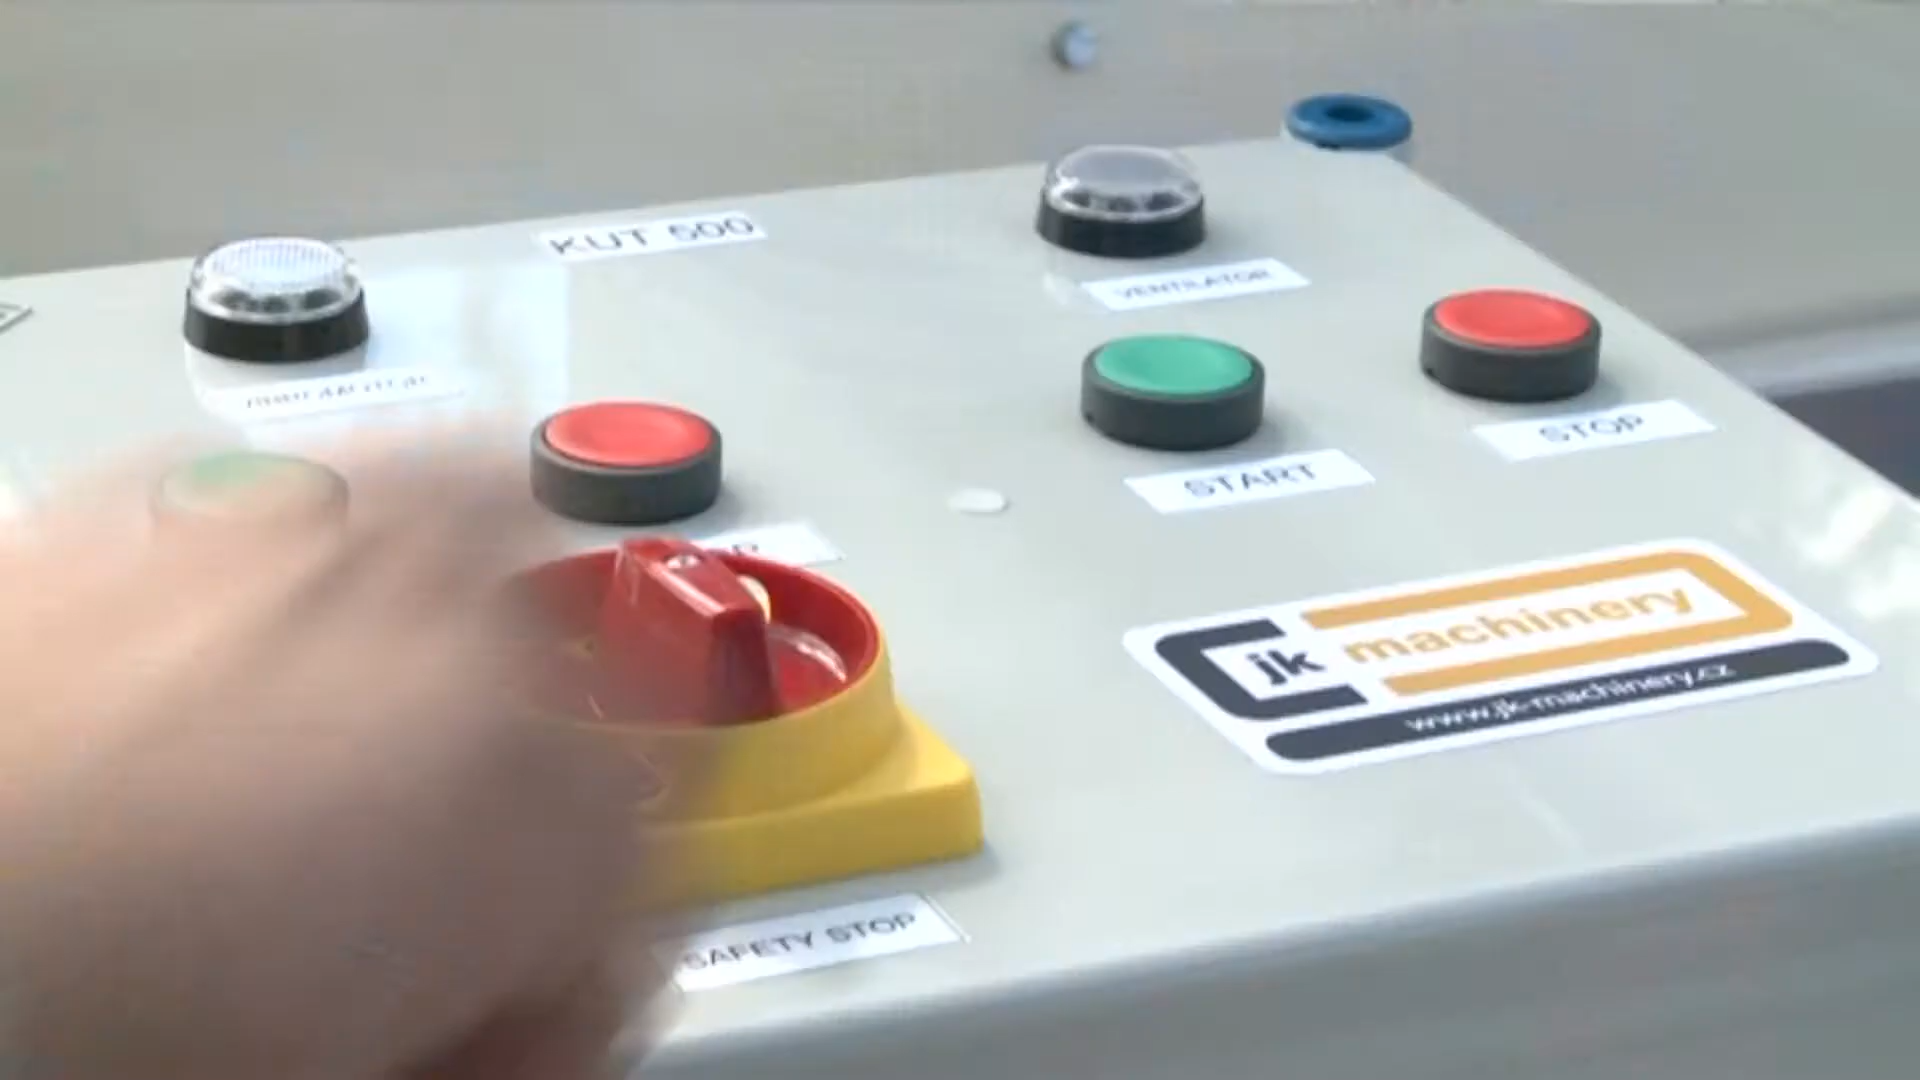 KUT 500
VENTILATOR
STOP
START
jk machinery
www.jk-machinery.cz
SAFETY STOP